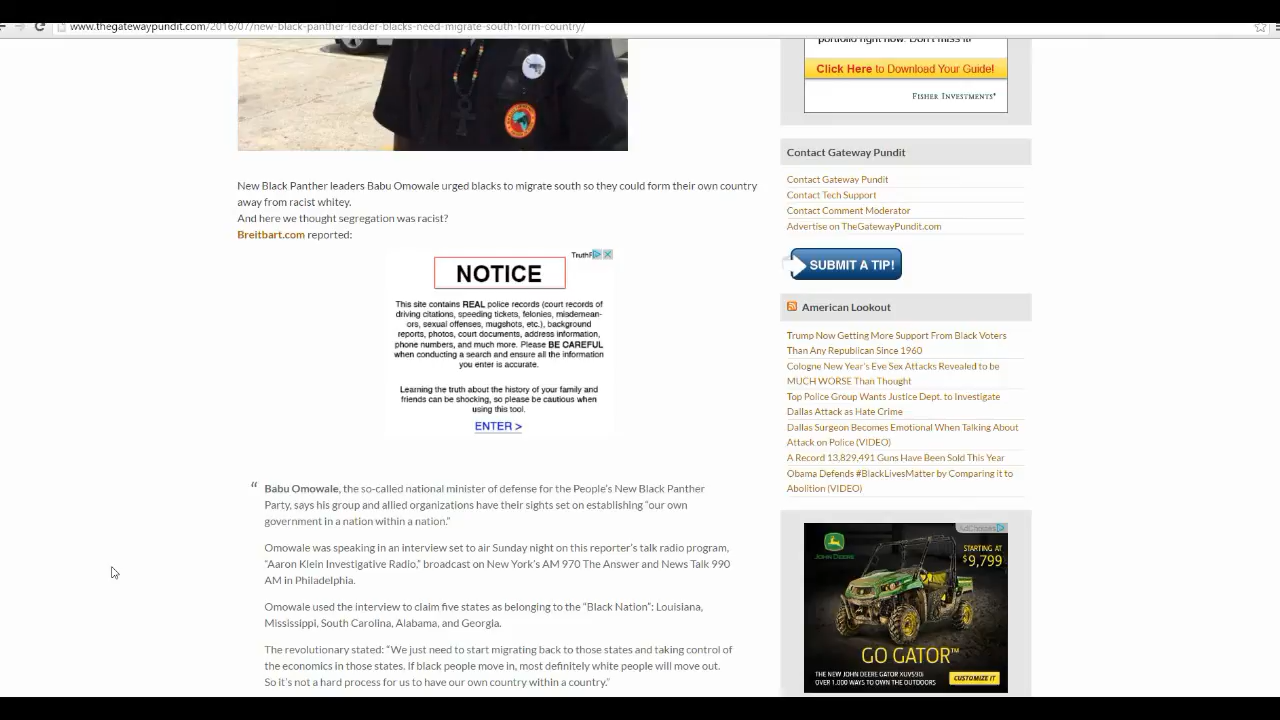 www.thegatewaypundit.com/2016/07/new-black-panther-leader-blacks-need-migrate-south-form-country/
portfolio right now. Don't miss it!
Click Here to Download Your Guide!
FISHER INVESTMENTS®
Contact Gateway Pundit
Contact Gateway Pundit
Contact Tech Support
Contact Comment Moderator
Advertise on TheGatewayPundit.com
SUBMIT A TIP!
New Black Panther leaders Babu Omowale urged blacks to migrate south so they could form their own country
away from racist whitey.
And here we thought segregation was racist?
Breitbart.com reported:
NOTICE
This site contains REAL police records (court records of
driving citations, speeding tickets, felonies, misdemean-
ors, sexual offenses, mugshots, etc.), background
reports, photos, court documents, address information,
phone numbers, and much more. Please BE CAREFUL
when conducting a search and ensure all the information
you enter is accurate.
Learning the truth about the history of your family and
friends can be shocking, so please be cautious when
using this tool.
ENTER >
American Lookout
Trump Now Getting More Support From Black Voters
Than Any Republican Since 1960
Cologne New Year's Eve Sex Attacks Revealed to be
MUCH WORSE Than Thought
Top Police Group Wants Justice Dept. to Investigate
Dallas Attack as Hate Crime
Dallas Surgeon Becomes Emotional When Talking About
Attack on Police (VIDEO)
A Record 13,829,491 Guns Have Been Sold This Year
Obama Defends #BlackLivesMatter by Comparing it to
Abolition (VIDEO)
“ Babu Omowale, the so-called national minister of defense for the People's New Black Panther
Party, says his group and allied organizations have their sights set on establishing “our own
government in a nation within a nation.”
Omowale was speaking in an interview set to air Sunday night on this reporter's talk radio program,
“Aaron Klein Investigative Radio,” broadcast on New York's AM 970 The Answer and News Talk 990
AM in Philadelphia.
Omowale used the interview to claim five states as belonging to the “Black Nation”: Louisiana,
Mississippi, South Carolina, Alabama, and Georgia.
The revolutionary stated: “We just need to start migrating back to those states and taking control of
the economics in those states. If black people move in, most definitely white people will move out.
So it's not a hard process for us to have our own country within a country.”
AdChoices
JOHN DEERE
STARTING AT
$9,799
GO GATOR™
THE NEW JOHN DEERE GATOR XUV590i
OVER 1,000 WAYS TO OWN THE OUTDOORS
CUSTOMIZE IT